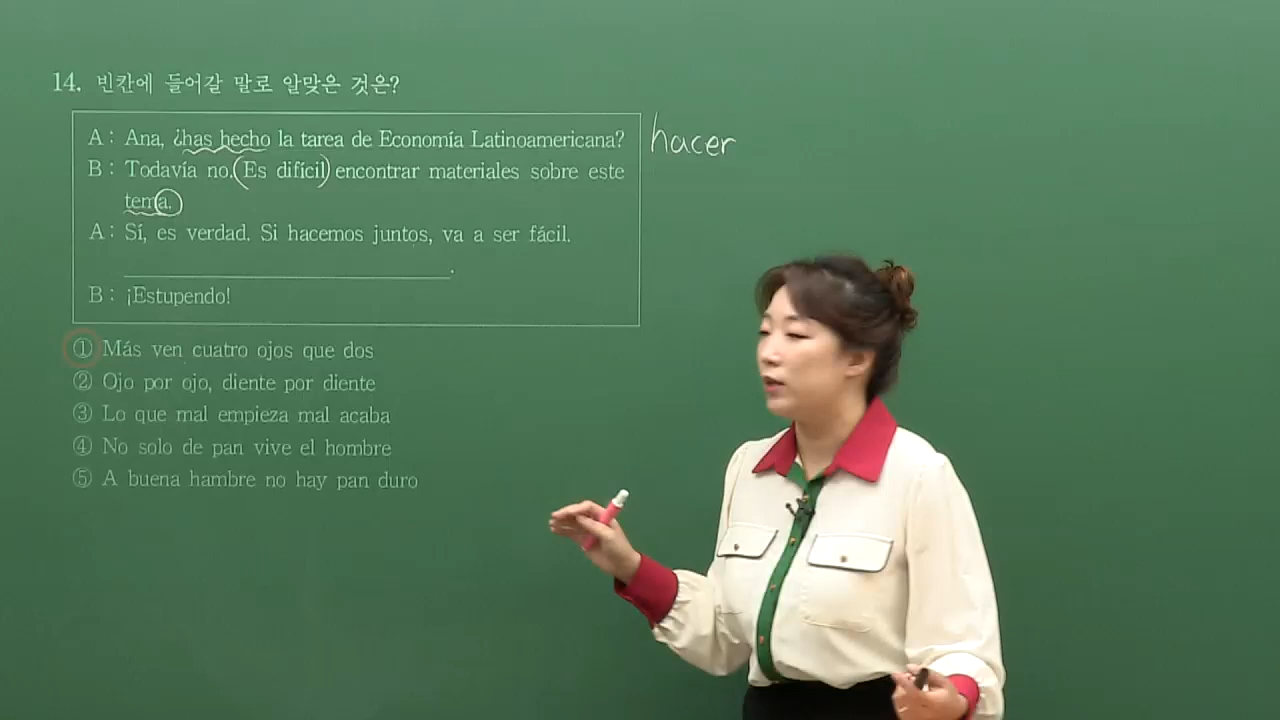 14. 빈칸에 들어갈 말로 알맞은 것은?
A : Ana, ¿has hecho la tarea de Economía Latinoamericana?
hacer
B : Todavía no. Es difícil encontrar materiales sobre este
tema.
A : Sí, es verdad. Si hacemos juntos, va a ser fácil.
.
B : ¡Estupendo!
① Más ven cuatro ojos que dos
② Ojo por ojo, diente por diente
③ Lo que mal empieza mal acaba
④ No solo de pan vive el hombre
⑤ A buena hambre no hay pan duro